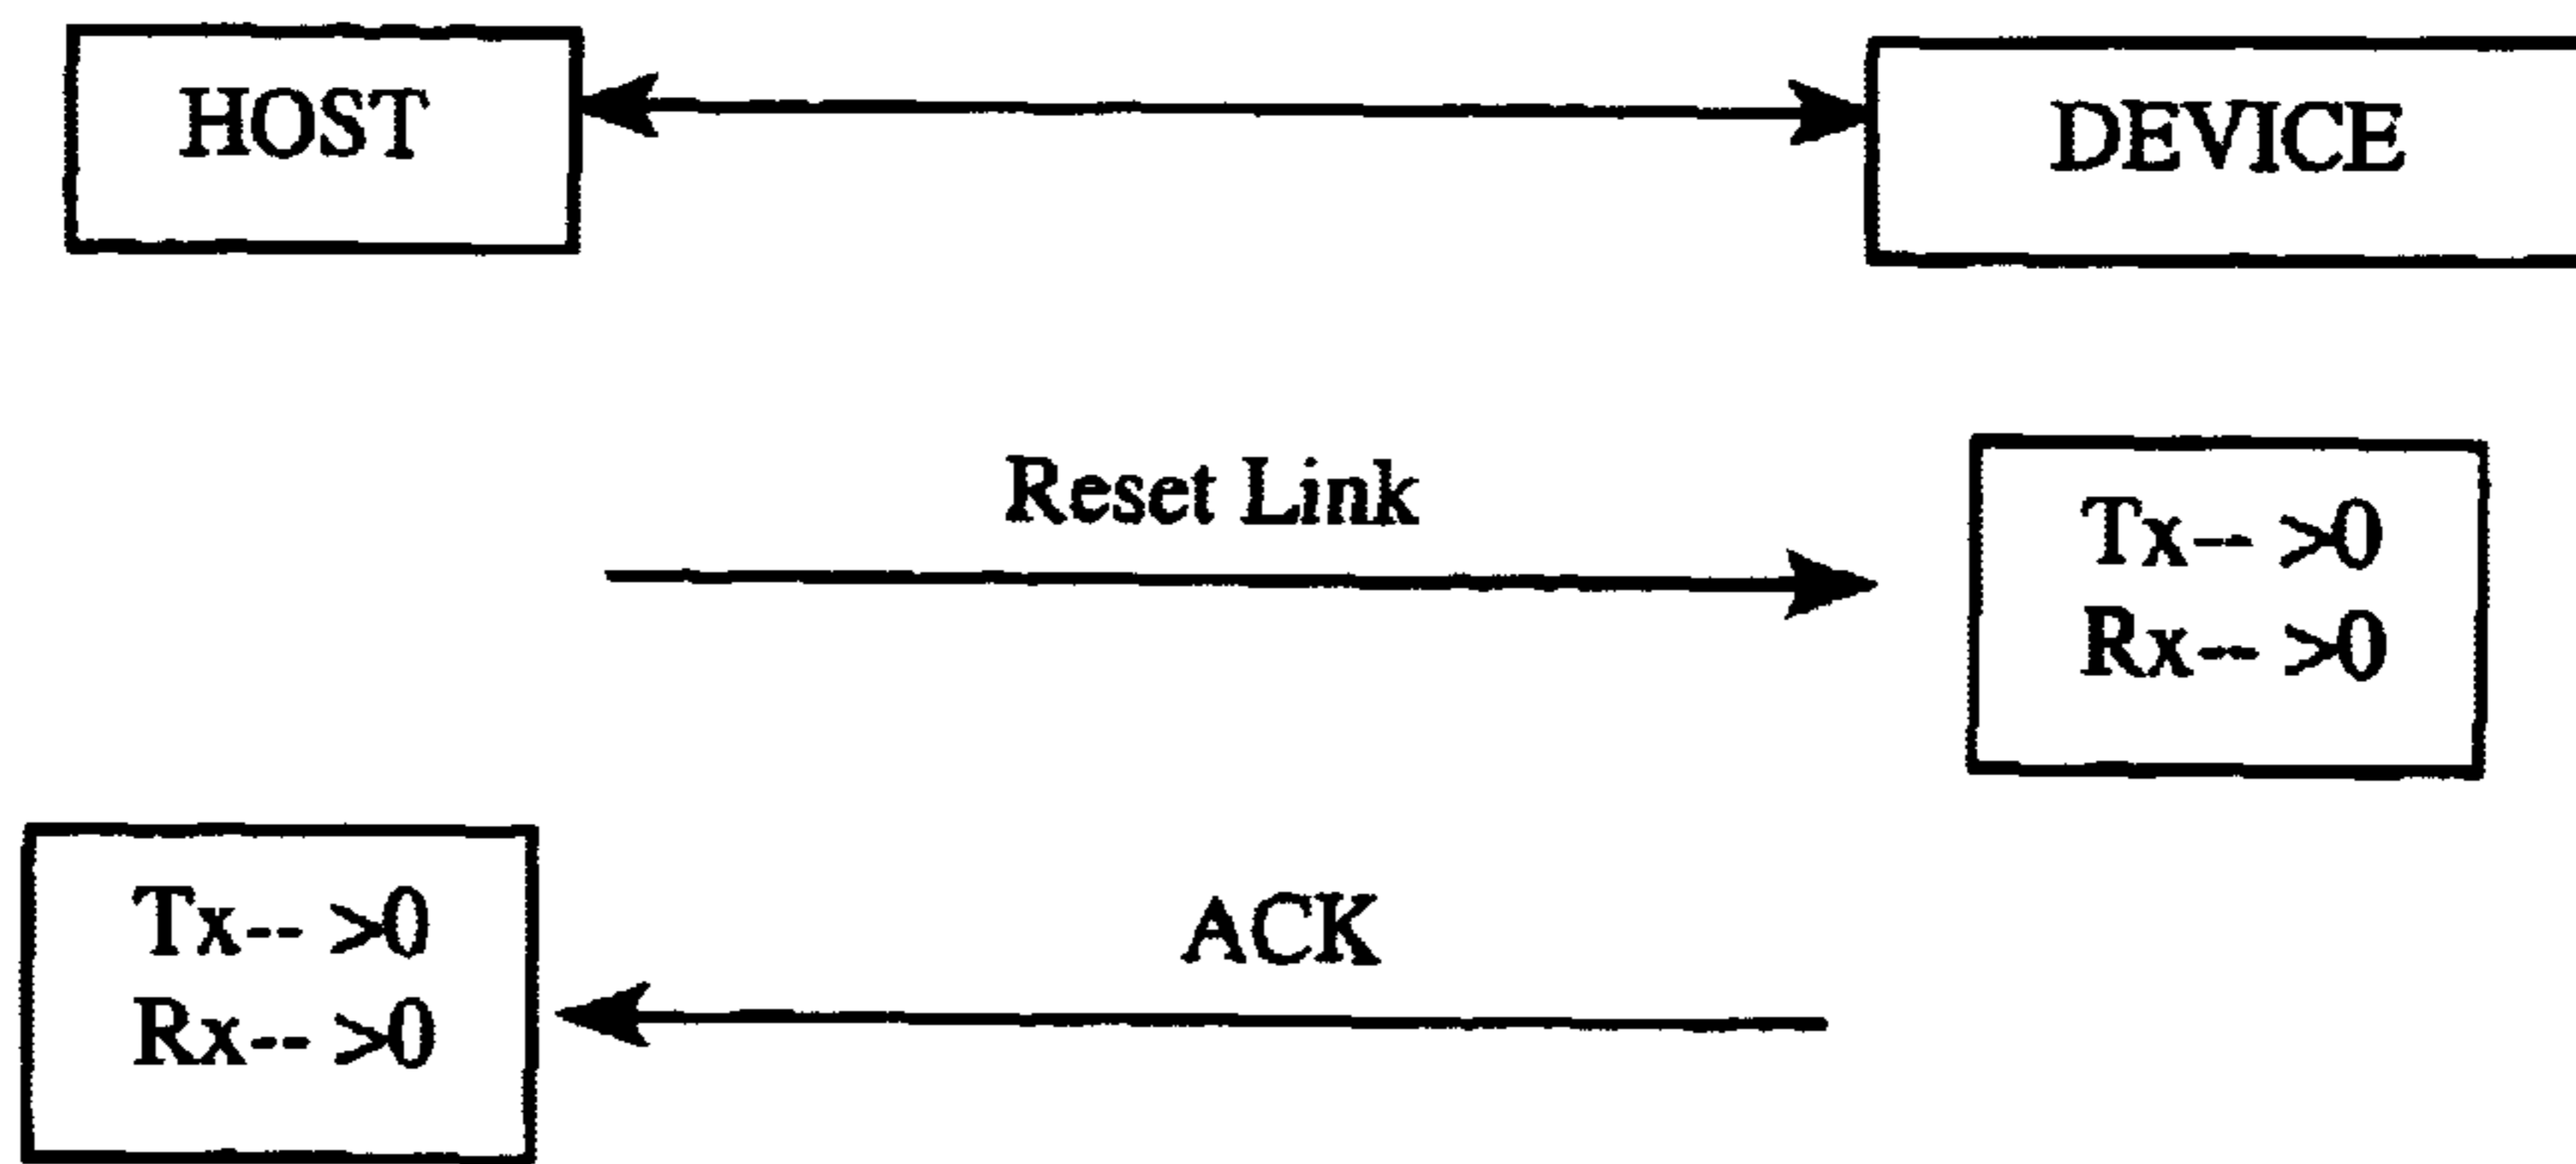 HOST
DEVICE
Reset Link
Tx-- >0
Rx-- >0
ACK
Tx-- >0
Rx-- >0